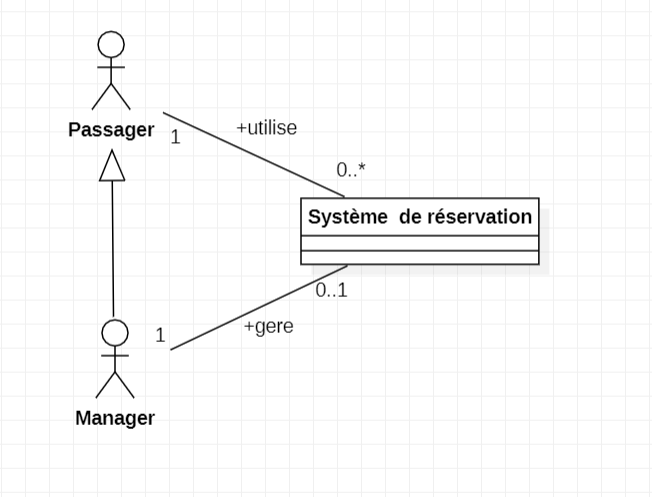 Passager
1
+utilise
0..*
Système  de réservation
0..1
+gere
1
Manager